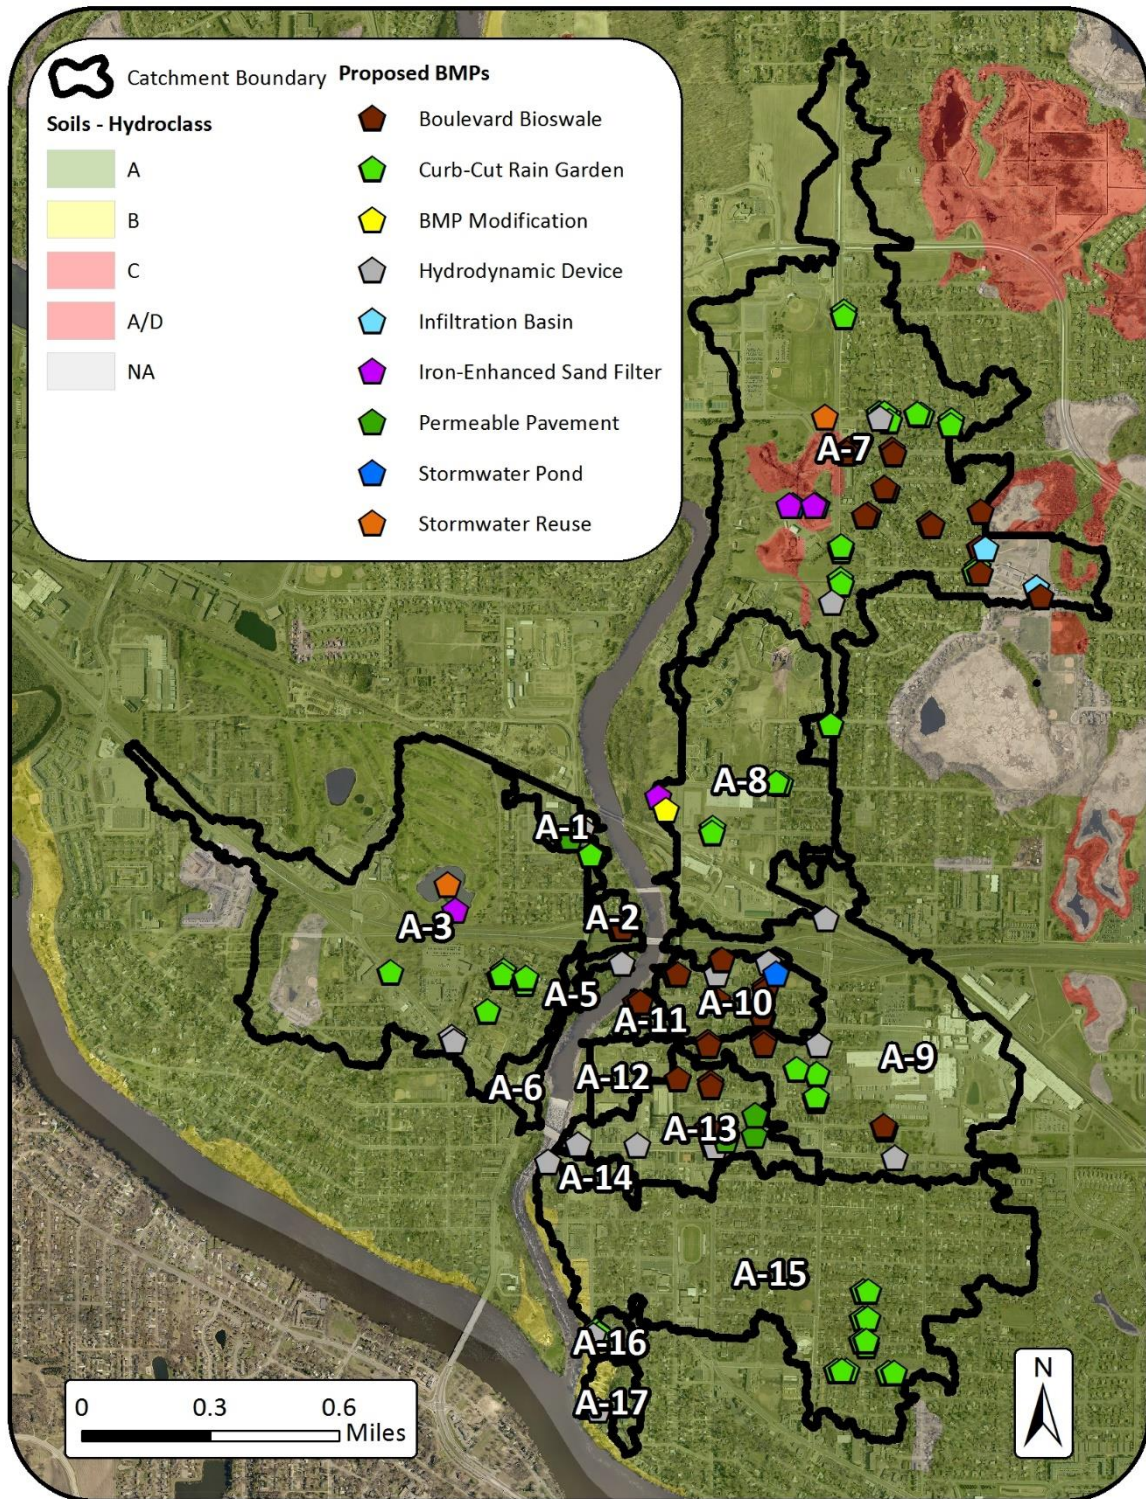 Catchment Boundary
Soils - Hydroclass
A
B
C
A/D
NA
Proposed BMPs
Boulevard Bioswale
Curb-Cut Rain Garden
BMP Modification
Hydrodynamic Device
Infiltration Basin
Iron-Enhanced Sand Filter
Permeable Pavement
Stormwater Pond
Stormwater Reuse
A-7
A-8
A-1
A-2
A-3
A-5
A-10
A-11
A-9
A-12
A-6
A-13
A-14
A-15
A-16
A-17
0 0.3 0.6
Miles
N